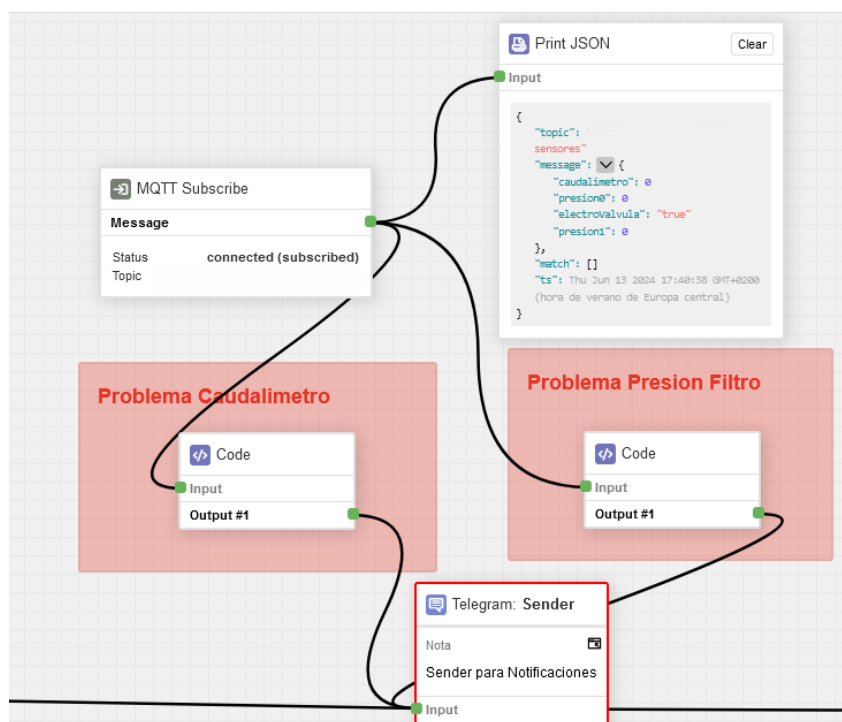 Print JSON
Clear
Input
{
"topic":
sensores"
"message": {
"caudalimetro": 0
"presion0": 0
"electroValvula": "true"
"presion1": 0
},
"match": []
"ts": Thu Jun 13 2024 17:40:38 GMT+0200
(hora de verano de Europa central)
}
MQTT Subscribe
Message
Status connected (subscribed)
Topic
Problema Caudalimetro
Code
Input
Output #1
Problema Presion Filtro
Code
Input
Output #1
Telegram: Sender
Nota
Sender para Notificaciones
Input